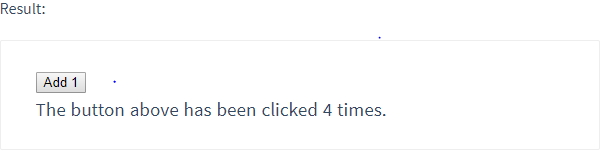 Result:
Add 1
The button above has been clicked 4 times.